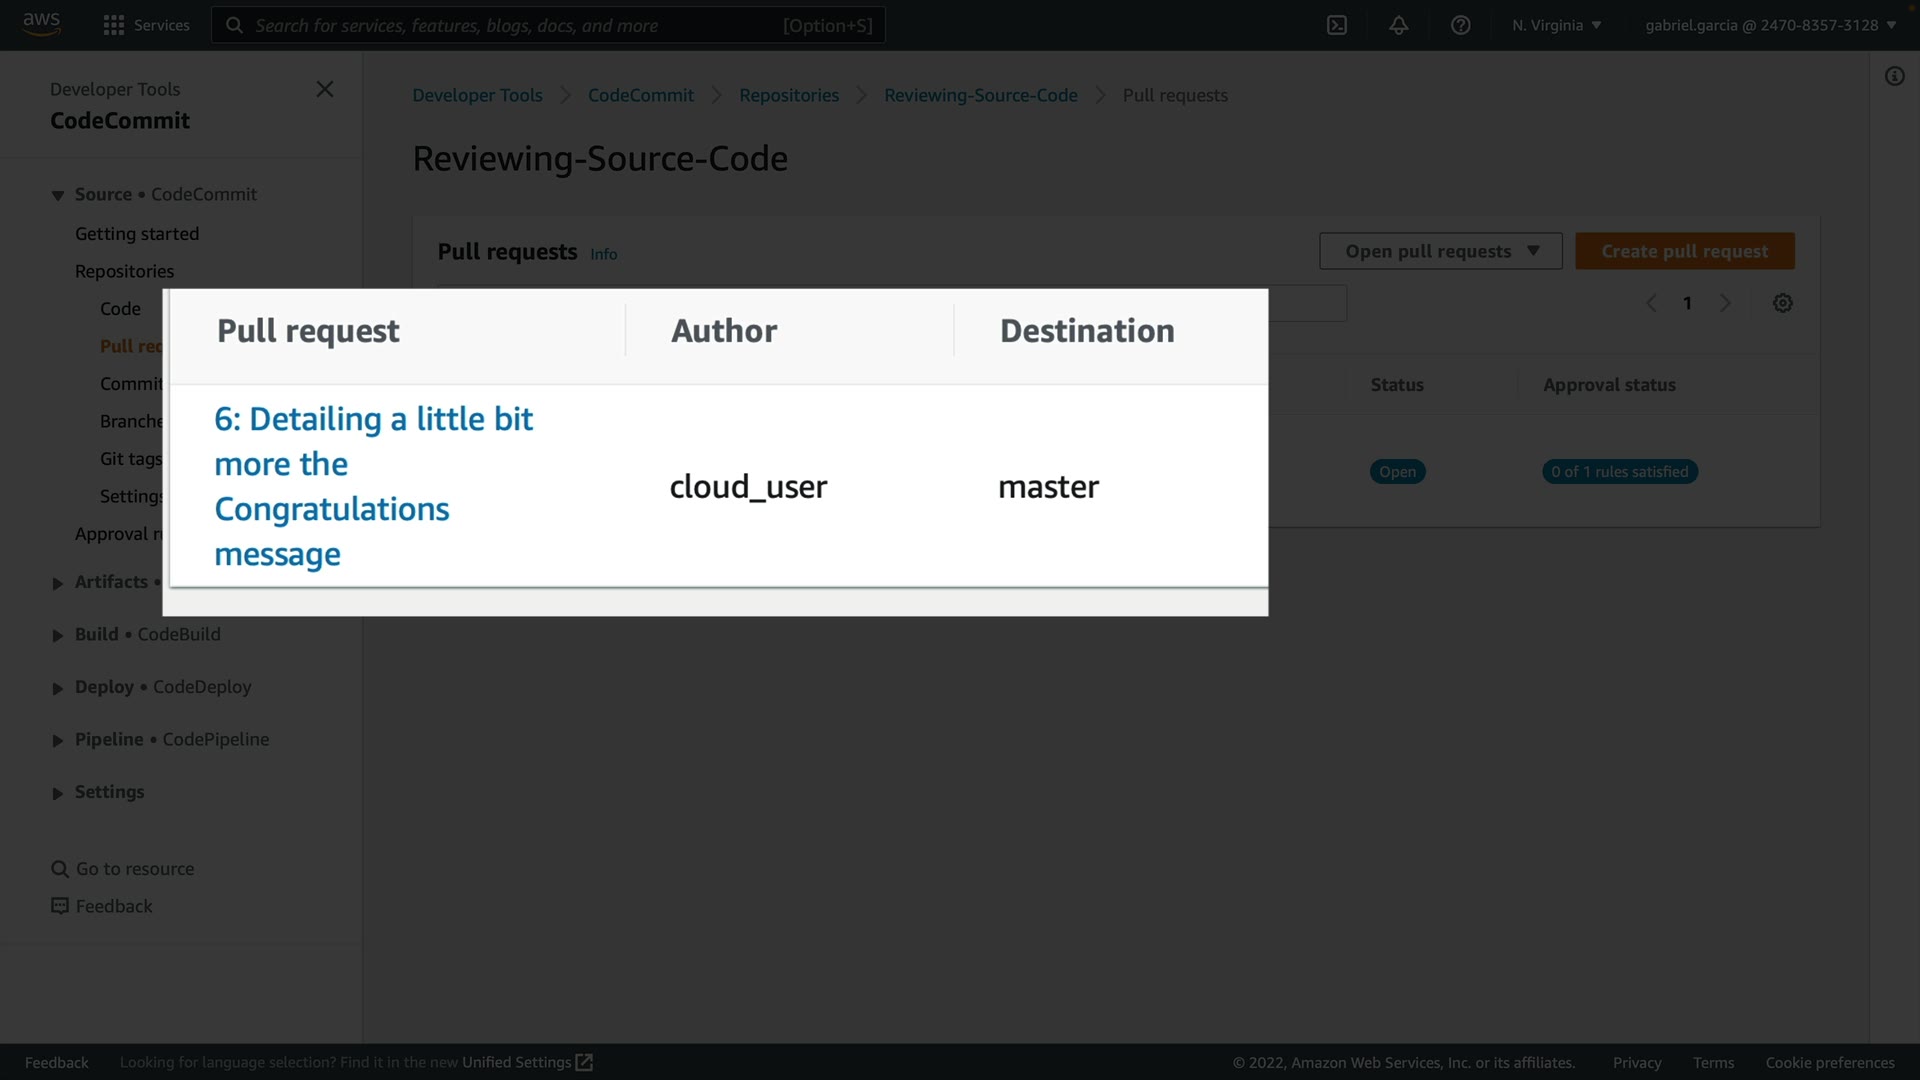 aws
Services
Search for services, features, blogs, docs, and more
[Option+S]
N. Virginia
gabriel.garcia @ 2470-8357-3128
Developer Tools
CodeCommit
Source • CodeCommit
Getting started
Repositories
Code
Pull req
Commit
Branche
Git tags
Settings
Approval r
Artifacts •
Build • CodeBuild
Deploy • CodeDeploy
Pipeline • CodePipeline
Settings
Go to resource
Feedback
Developer Tools
CodeCommit
Repositories
Reviewing-Source-Code
Pull requests
Reviewing-Source-Code
Pull requests Info
Open pull requests
Create pull request
1
Pull request
Author
Destination
Status
Approval status
6: Detailing a little bit
more the
Congratulations
message
cloud_user
master
Open
0 of 1 rules satisfied
Feedback
Looking for language selection? Find it in the new Unified Settings
© 2022, Amazon Web Services, Inc. or its affiliates.
Privacy
Terms
Cookie preferences